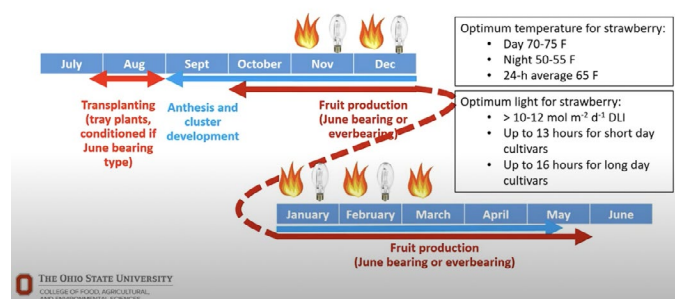 Optimum temperature for strawberry:
• Day 70-75 F
• Night 50-55 F
• 24-h average 65 F
July Aug Sept October Nov Dec
Transplanting
(tray plants,
conditioned if
June bearing
type)
Anthesis and
cluster
development
Fruit production
(June bearing or
everbearing)
Optimum light for strawberry:
• > 10-12 mol m⁻² d⁻¹ DLI
• Up to 13 hours for short day
cultivars
• Up to 16 hours for long day
cultivars
January February March April May June
Fruit production
(June bearing or everbearing)
THE OHIO STATE UNIVERSITY
COLLEGE OF FOOD, AGRICULTURAL,
AND ENVIRONMENTAL SCIENCES